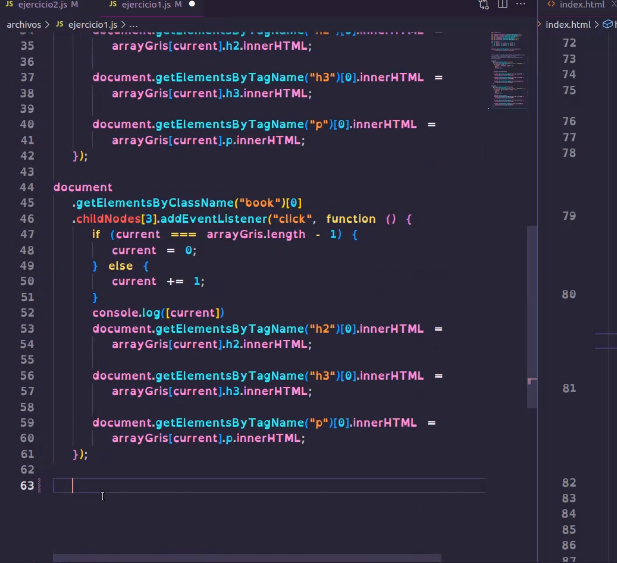 ejercicio2.js M
JS ejercicio1.js M
index.html
archivos > JS ejercicio1.js > ...
index.html >
34 document.getElementsByTagName("h2")[0].innerHTML =
35 arrayGris[current].h2.innerHTML;
36
37 document.getElementsByTagName("h3")[0].innerHTML =
38 arrayGris[current].h3.innerHTML;
39
40 document.getElementsByTagName("p")[0].innerHTML =
41 arrayGris[current].p.innerHTML;
42 });
43
44 document
45 .getElementsByClassName("book")[0]
46 .childNodes[3].addEventListener("click", function () {
47 if (current === arrayGris.length - 1) {
48 current = 0;
49 } else {
50 current += 1;
51 }
52 console.log([current])
53 document.getElementsByTagName("h2")[0].innerHTML =
54 arrayGris[current].h2.innerHTML;
55
56 document.getElementsByTagName("h3")[0].innerHTML =
57 arrayGris[current].h3.innerHTML;
58
59 document.getElementsByTagName("p")[0].innerHTML =
60 arrayGris[current].p.innerHTML;
61 });
62
63
72
73
74
75
76
77
78
79
80
81
82
83
84
85
86
87